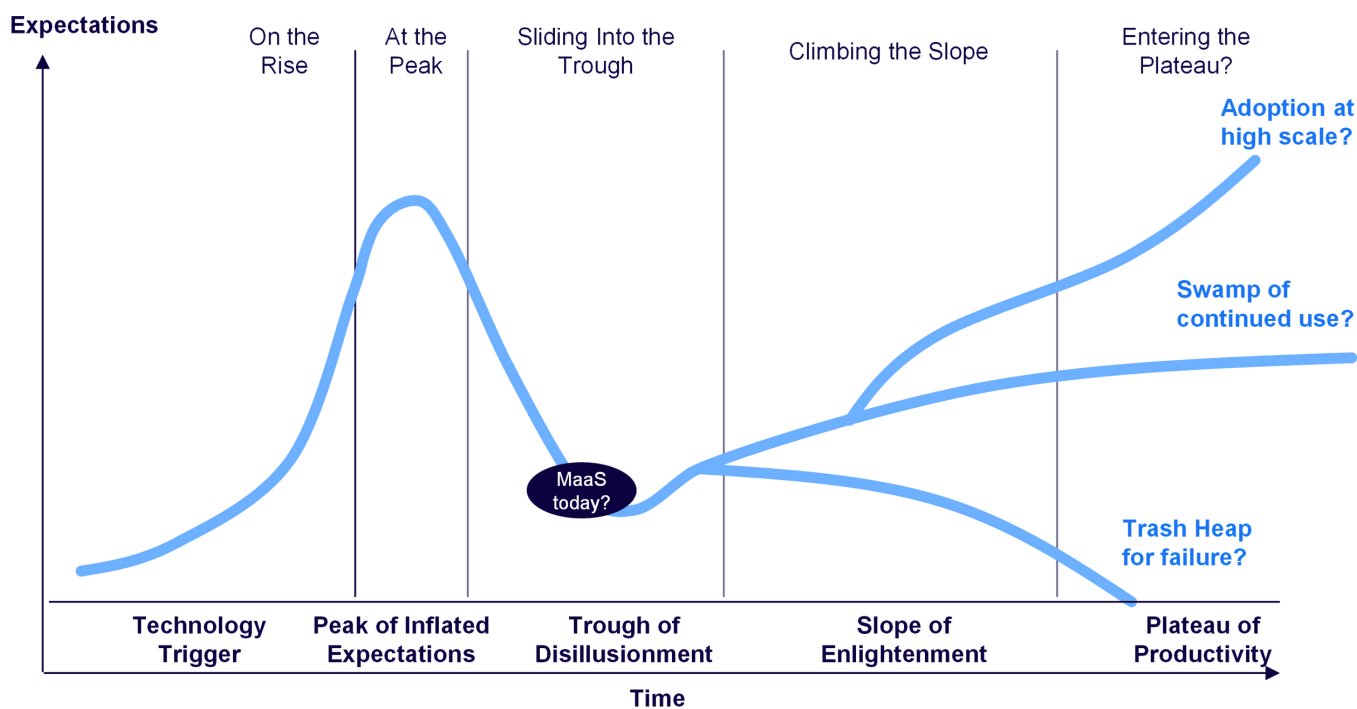 Expectations
On the
Rise
At the
Peak
Sliding Into the
Trough
Climbing the Slope
Entering the
Plateau?
Adoption at
high scale?
Swamp of
continued use?
MaaS
today?
Trash Heap
for failure?
Technology
Trigger
Peak of Inflated
Expectations
Trough of
Disillusionment
Slope of
Enlightenment
Plateau of
Productivity
Time